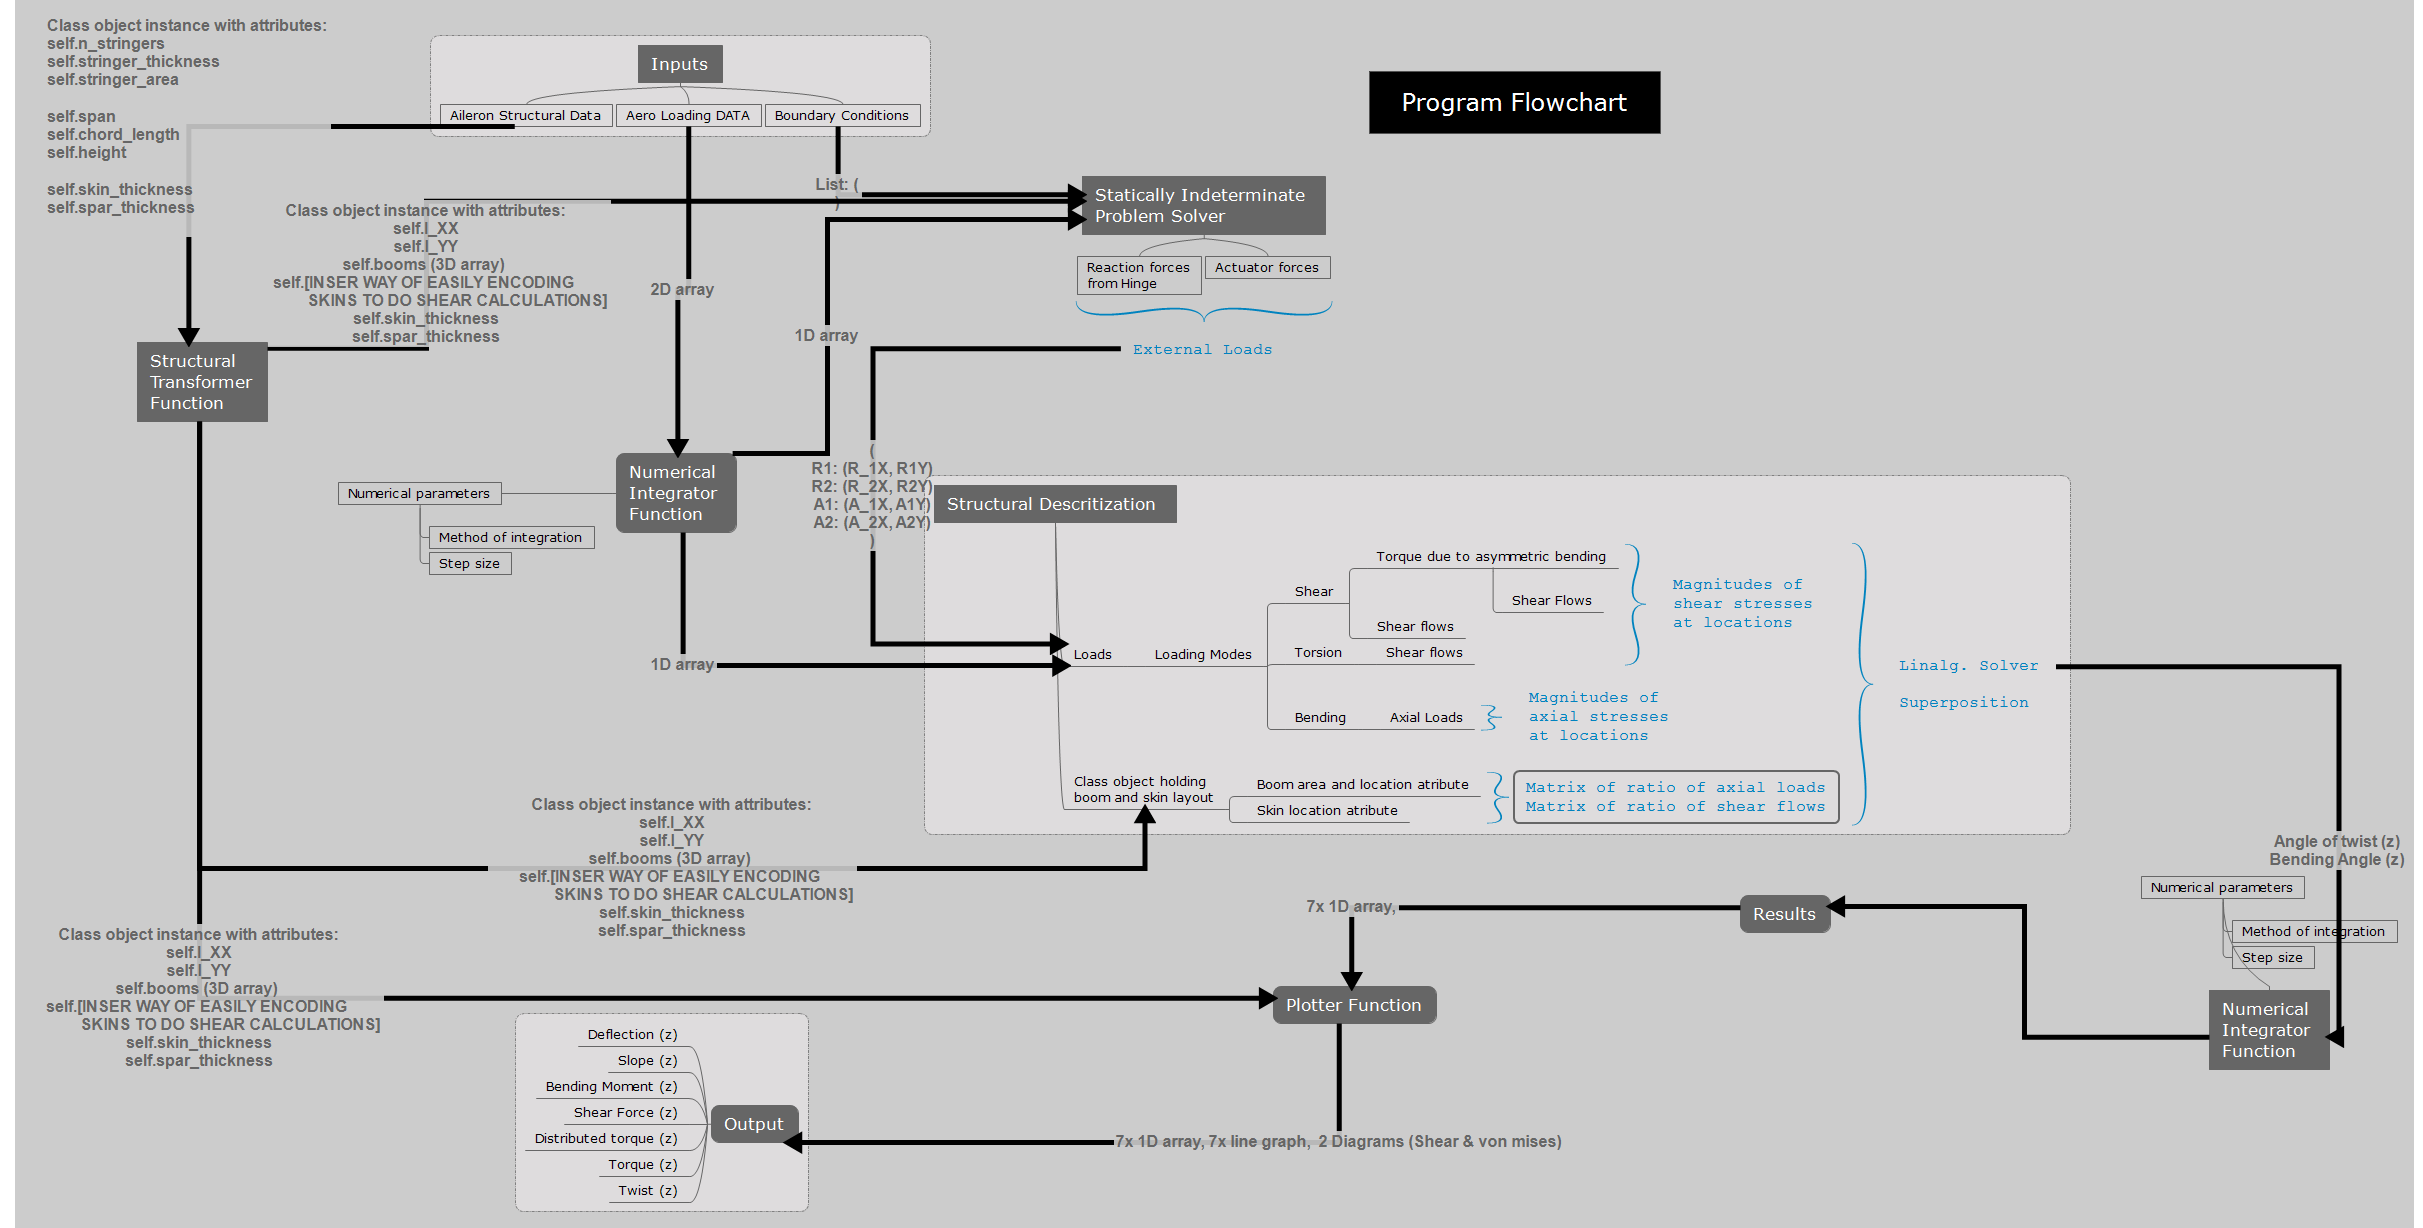 Class object instance with attributes:
self.n_stringers
self.stringer_thickness
self.stringer_area
self.span
self.chord_length
self.height
self.skin_thickness
self.spar_thickness
Inputs
Aileron Structural Data
Aero Loading DATA
Boundary Conditions
Program Flowchart
List: (
)
Statically Indeterminate
Problem Solver
Reaction forces
from Hinge
Actuator forces
External Loads
Class object instance with attributes:
self.I_XX
self.I_YY
self.booms (3D array)
self.[INSER WAY OF EASILY ENCODING
SKINS TO DO SHEAR CALCULATIONS]
self.skin_thickness
self.spar_thickness
2D array
1D array
Structural
Transformer
Function
Numerical
Integrator
Function
Numerical parameters
Method of integration
Step size
(
R1: (R_1X, R1Y)
R2: (R_2X, R2Y)
A1: (A_1X, A1Y)
A2: (A_2X, A2Y)
)
1D array
Structural Descritization
Loads
Loading Modes
Shear
Torque due to asymmetric bending
Shear Flows
Shear flows
Torsion
Shear flows
Bending
Axial Loads
Magnitudes of
shear stresses
at locations
Magnitudes of
axial stresses
at locations
Linalg. Solver
Superposition
Class object holding
boom and skin layout
Boom area and location atribute
Skin location atribute
Matrix of ratio of axial loads
Matrix of ratio of shear flows
Class object instance with attributes:
self.I_XX
self.I_YY
self.booms (3D array)
self.[INSER WAY OF EASILY ENCODING
SKINS TO DO SHEAR CALCULATIONS]
self.skin_thickness
self.spar_thickness
Angle of twist (z)
Bending Angle (z)
Numerical parameters
Method of integration
Step size
Numerical
Integrator
Function
Results
7x 1D array,
Plotter Function
Class object instance with attributes:
self.I_XX
self.I_YY
self.booms (3D array)
self.[INSER WAY OF EASILY ENCODING
SKINS TO DO SHEAR CALCULATIONS]
self.skin_thickness
self.spar_thickness
7x 1D array, 7x line graph,  2 Diagrams (Shear & von mises)
Output
Deflection (z)
Slope (z)
Bending Moment (z)
Shear Force (z)
Distributed torque (z)
Torque (z)
Twist (z)